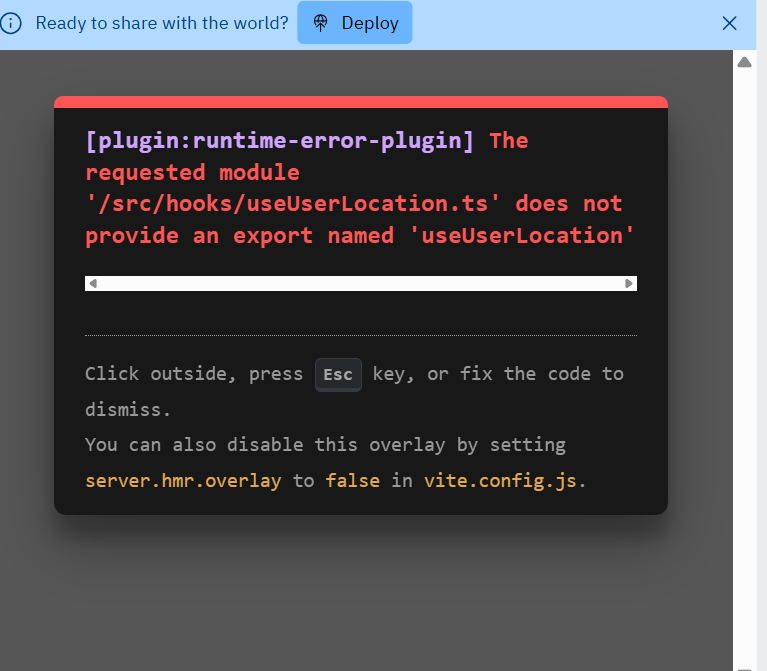 Ready to share with the world? Deploy
[plugin:runtime-error-plugin] The
requested module
'/src/hooks/useUserLocation.ts' does not
provide an export named 'useUserLocation'
Click outside, press Esc key, or fix the code to
dismiss.
You can also disable this overlay by setting
server.hmr.overlay to false in vite.config.js.